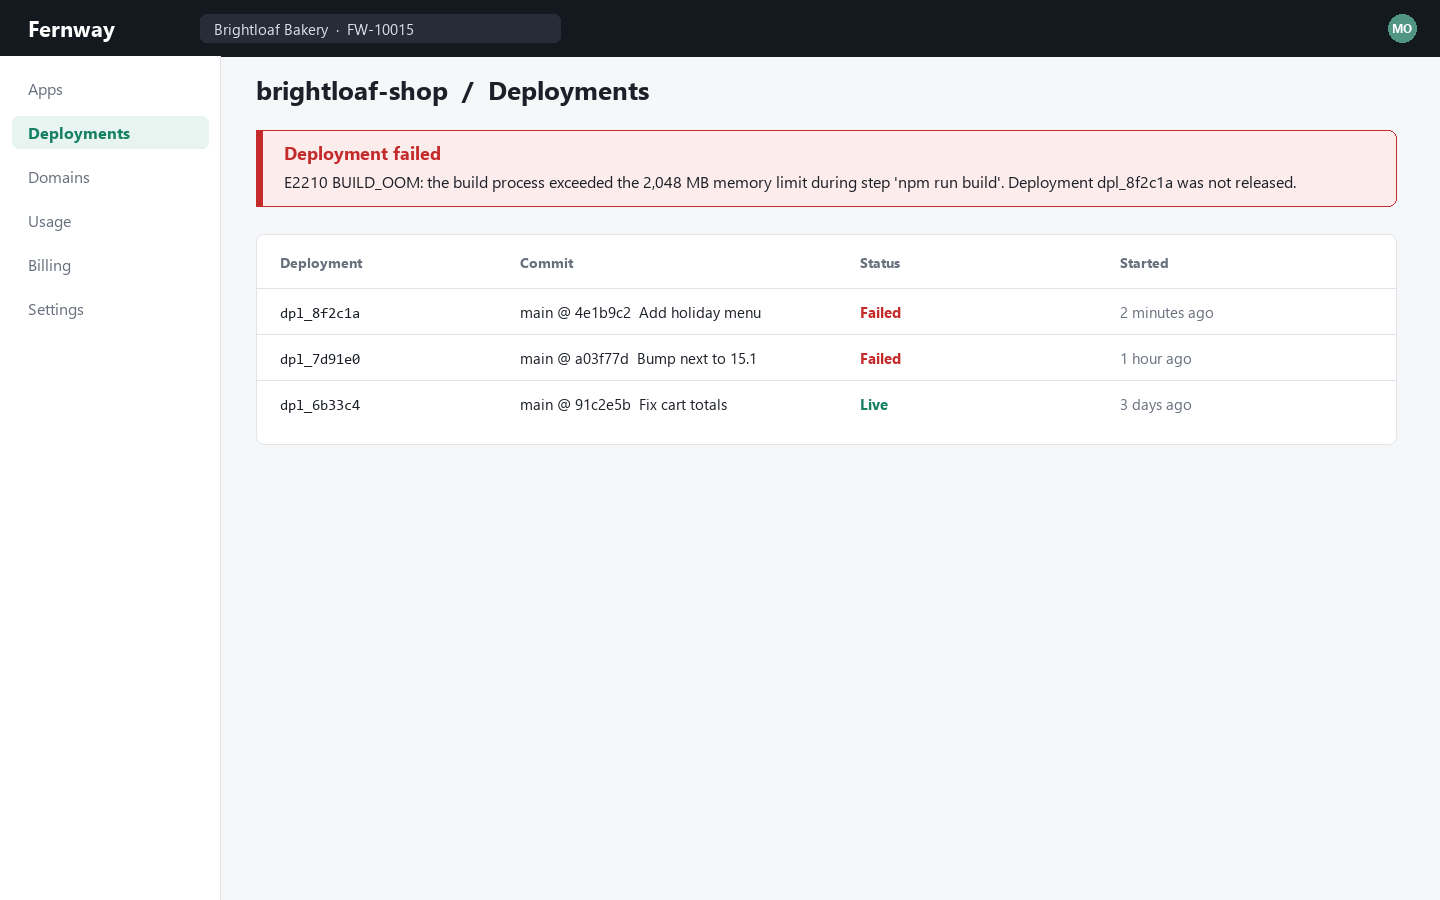 Fernway
Brightloaf Bakery · FW-10015
MO
Apps
Deployments
Domains
Usage
Billing
Settings
brightloaf-shop / Deployments
Deployment failed
E2210 BUILD_OOM: the build process exceeded the 2,048 MB memory limit during step 'npm run build'. Deployment dpl_8f2c1a was not released.
Deployment Commit Status Started
dpl_8f2c1a main @ 4e1b9c2 Add holiday menu Failed 2 minutes ago
dpl_7d91e0 main @ a03f77d Bump next to 15.1 Failed 1 hour ago
dpl_6b33c4 main @ 91c2e5b Fix cart totals Live 3 days ago